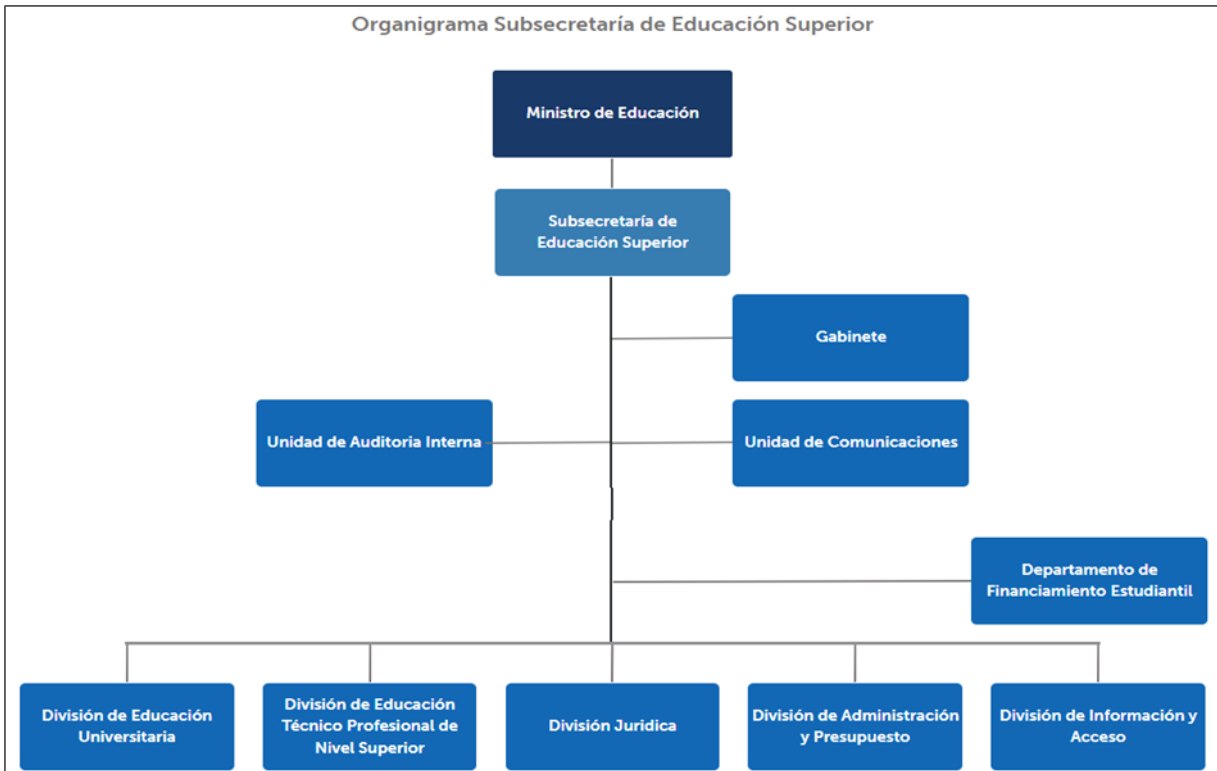 Organigrama Subsecretaría de Educación Superior
Ministro de Educación
Subsecretaría de
Educación Superior
Gabinete
Unidad de Auditoria Interna
Unidad de Comunicaciones
Departamento de
Financiamiento Estudiantil
División de Educación
Universitaria
División de Educación
Técnico Profesional de
Nivel Superior
División Juridica
División de Administración
y Presupuesto
División de Información y
Acceso